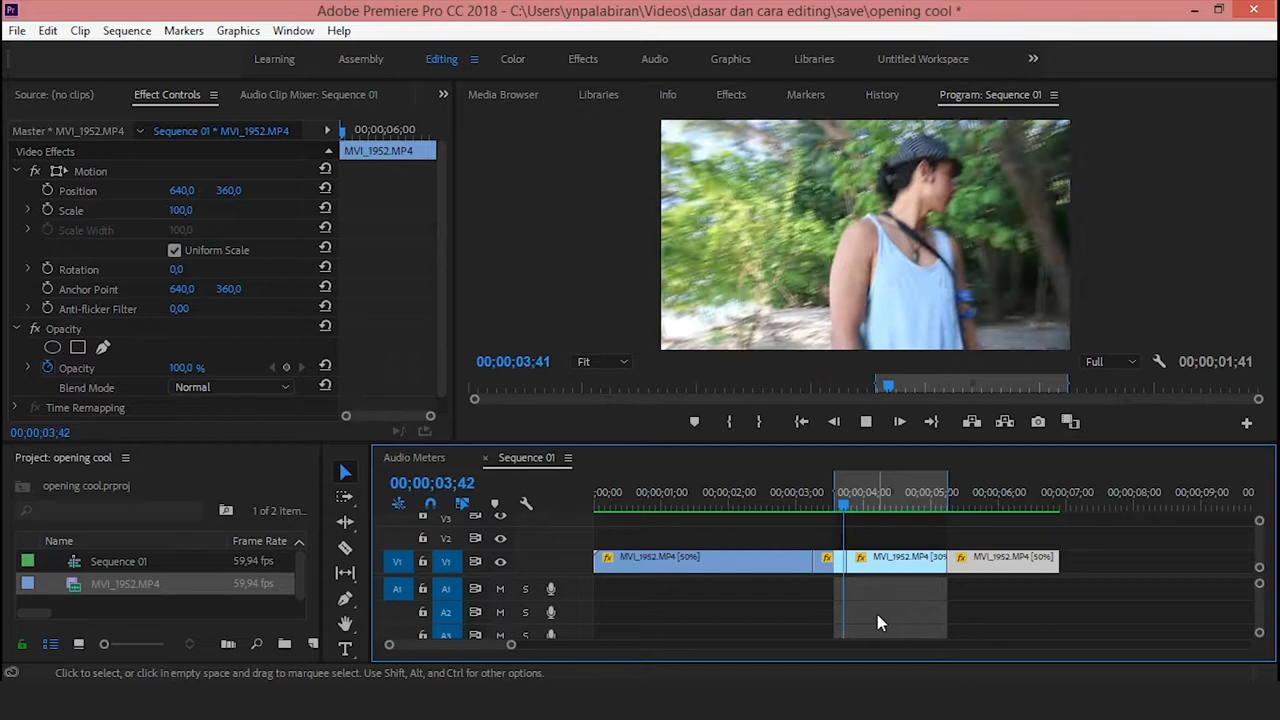 Pr Adobe Premiere Pro CC 2018 - C:\Users\ynpalabiran\Videos\dasar dan cara editing\save\opening cool *
File Edit Clip Sequence Markers Graphics Window Help
Learning Assembly Editing Color Effects Audio Graphics Libraries Untitled Workspace
Source: (no clips) Effect Controls Audio Clip Mixer: Sequence 01 Media Browser Libraries Info Effects Markers History Program: Sequence 01
Master * MVI_1952.MP4 Sequence 01 * MVI_1952.MP4 00;00;06;00
Video Effects MVI_1952.MP4
fx Motion
Position 640,0 360,0
Scale 100,0
Scale Width 100,0
Uniform Scale
Rotation 0,0
Anchor Point 640,0 360,0
Anti-flicker Filter 0,00
fx Opacity
Opacity 100,0 %
Blend Mode Normal
fx Time Remapping
00;00;03;42
00;00;03;41 Fit Full 00;00;01;41
Project: opening cool
opening cool.prproj
1 of 2 item...
Name Frame Rate
Sequence 01 59,94 fps
MVI_1952.MP4 59,94 fps
Audio Meters × Sequence 01
00;00;03;42
;00;00 00;00;01;00 00;00;02;00 00;00;03;00 00;00;04;00 00;00;05;00 00;00;06;00 00;00;07;00 00;00;08;00 00;00;09;00 00
V3
V2
V1 V1 fx MVI_1952.MP4 [50%] fx fx MVI_1952.MP4 [30% fx MVI_1952.MP4 [50%]
A1 A1 M S
A2 M S
A3 M S
Click to select, or click in empty space and drag to marquee select. Use Shift, Alt, and Ctrl for other options.